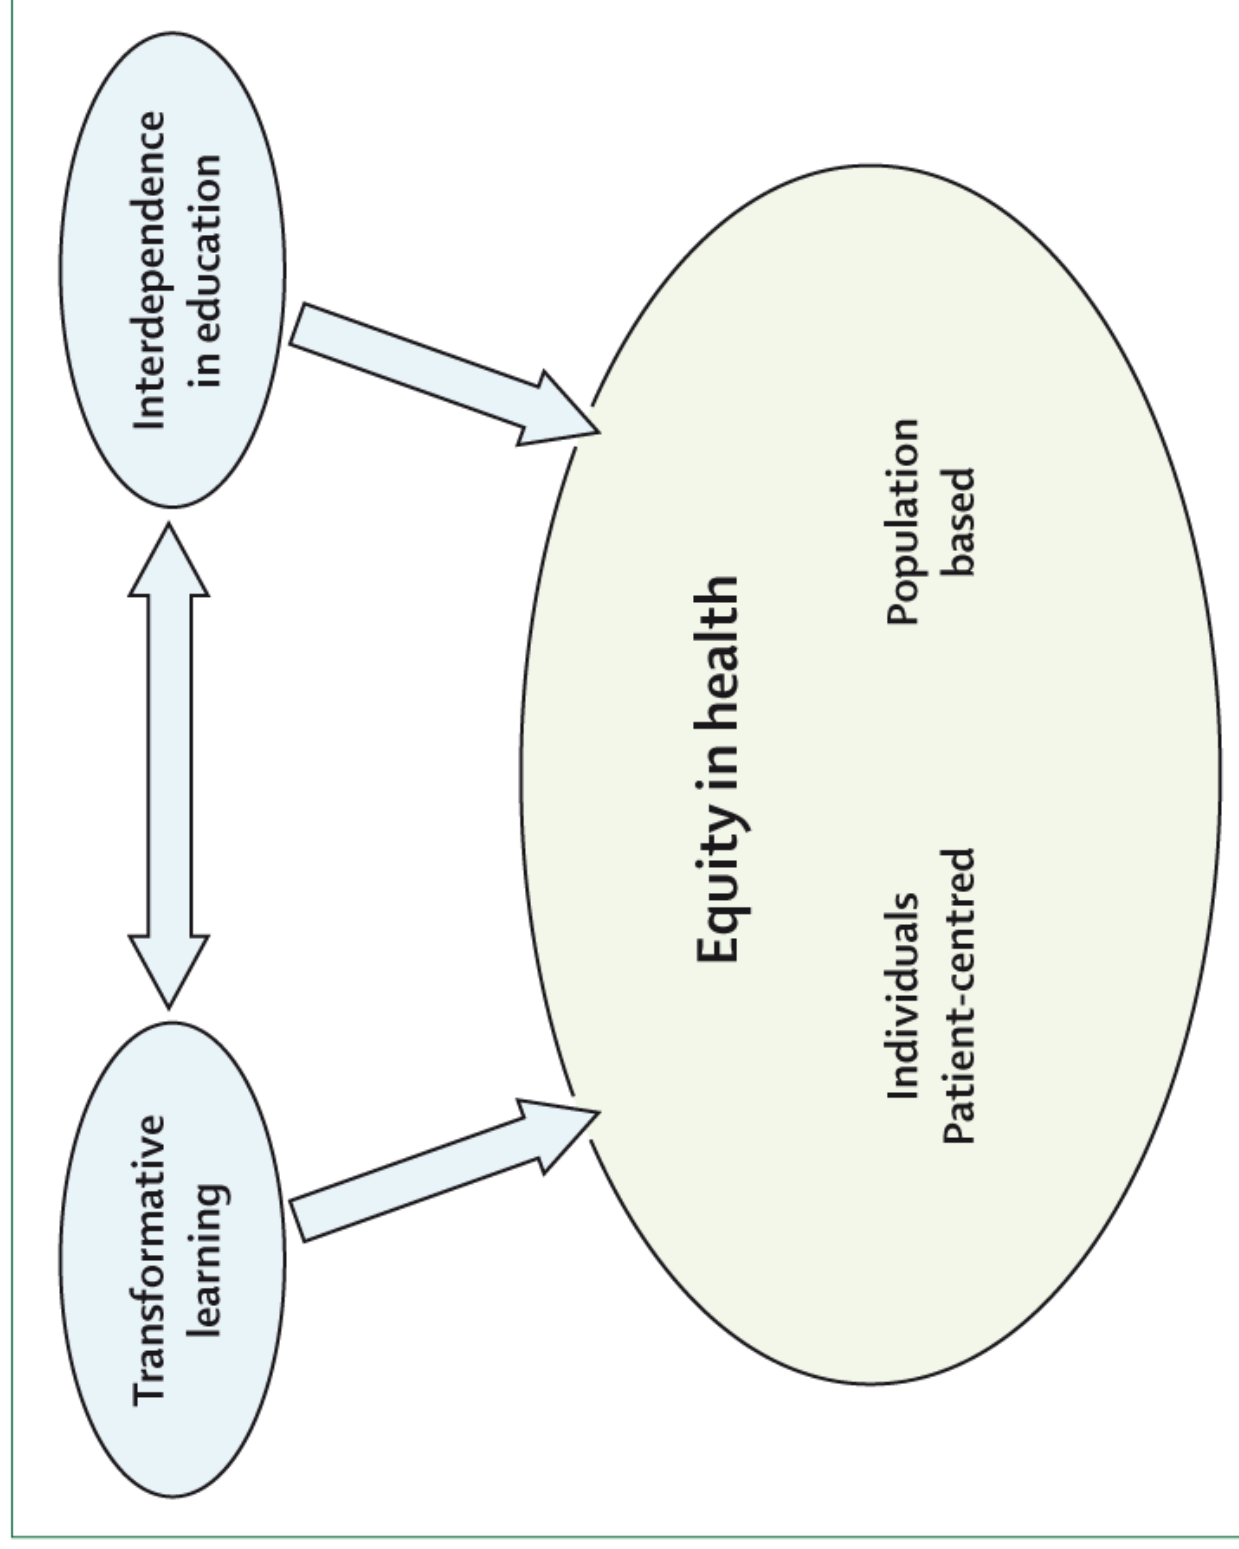 Transformative
learning
Interdependence
in education
Equity in health
Individuals
Patient-centred
Population
based